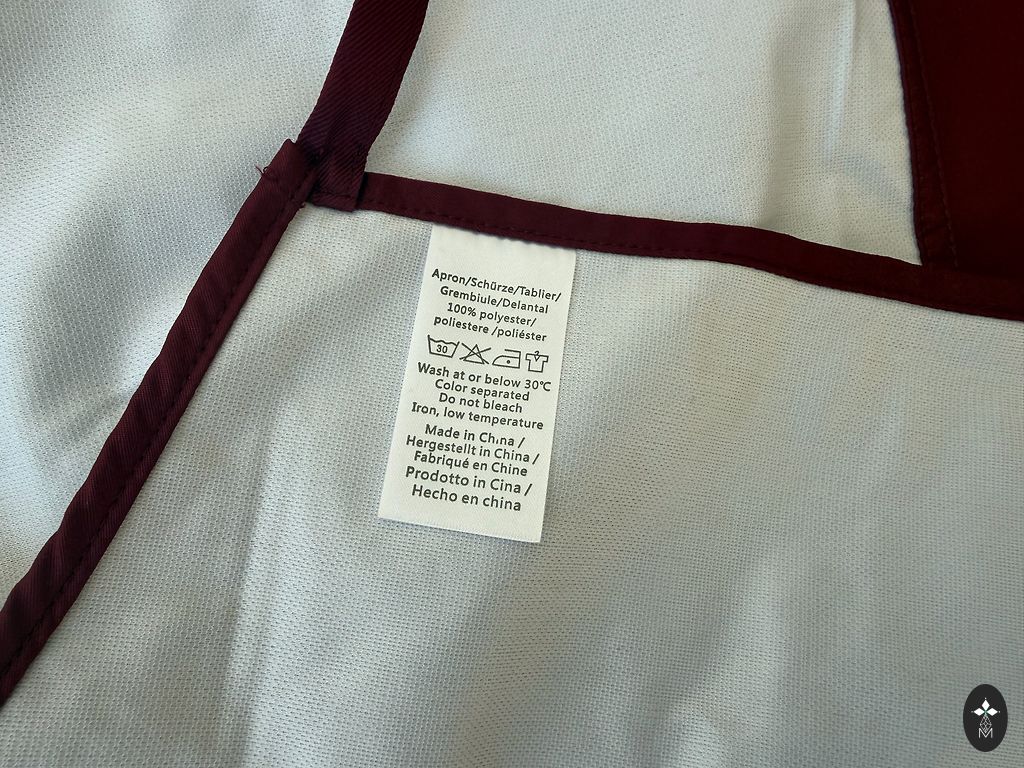 Apron/Schürze/Tablier/
Grembiule/Delantal
100% polyester/
poliestere /poliéster
30
Wash at or below 30℃
Color separated
Do not bleach
Iron, low temperature
Made in China /
Hergestellt in China /
Fabriqué en Chine
Prodotto in Cina /
Hecho en china
M